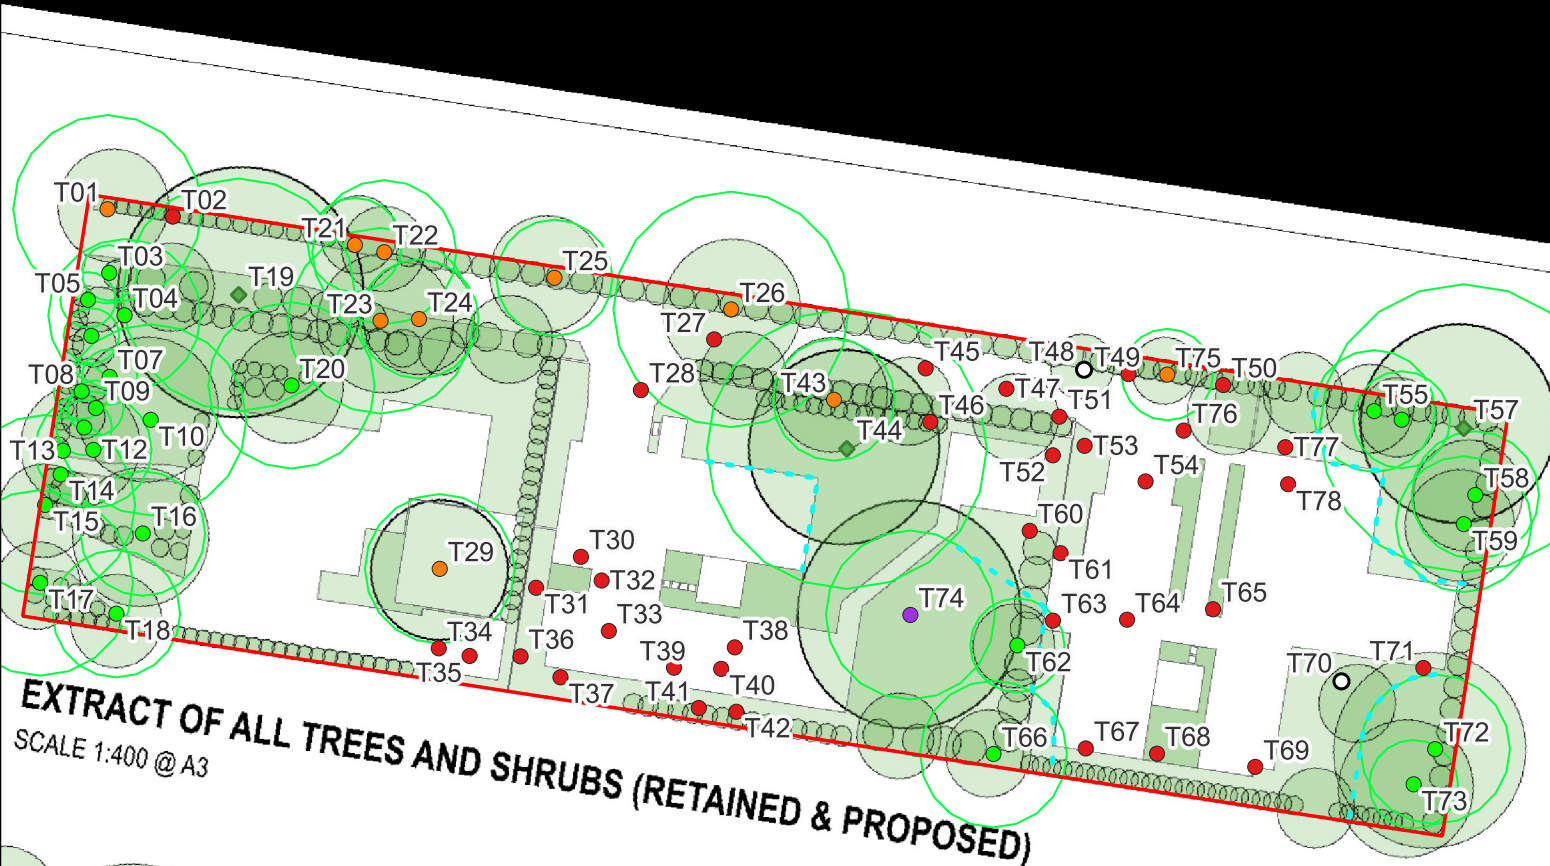 T01
T02
T03
T05
T04
T19
T21
T22
T23
T24
T25
T26
T27
T28
T07
T08
T09
T20
T10
T13
T12
T14
T15
T16
T17
T18
T29
T43
T44
T45
T46
T47
T48
T49
T75
T50
T51
T52
T53
T54
T76
T77
T78
T55
T57
T58
T59
T30
T31
T32
T33
T34
T35
T36
T37
T38
T39
T40
T41
T42
T74
T60
T61
T62
T63
T64
T65
T66
T67
T68
T69
T70
T71
T72
T73
EXTRACT OF ALL TREES AND SHRUBS (RETAINED & PROPOSED)
SCALE 1:400 @ A3